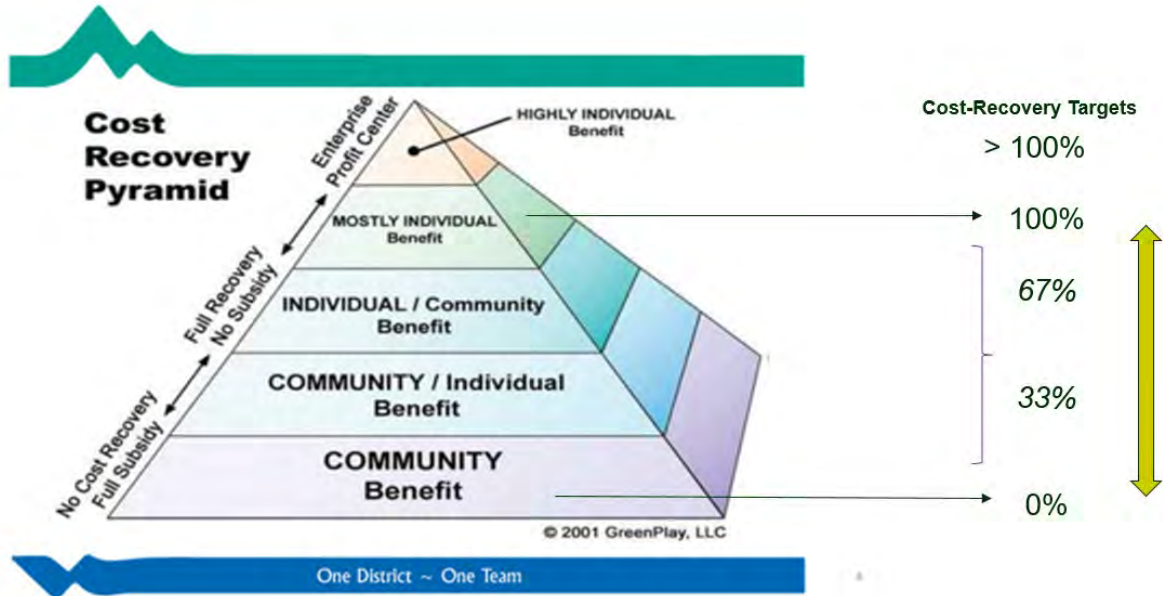 Cost
Recovery
Pyramid
Enterprise
Profit Center
HIGHLY INDIVIDUAL
Benefit
MOSTLY INDIVIDUAL
Benefit
Full Recovery
No Subsidy
INDIVIDUAL / Community
Benefit
COMMUNITY / Individual
Benefit
No Cost Recovery
Full Subsidy
COMMUNITY
Benefit
© 2001 GreenPlay, LLC
One District ~ One Team
Cost-Recovery Targets
> 100%
100%
67%
33%
0%